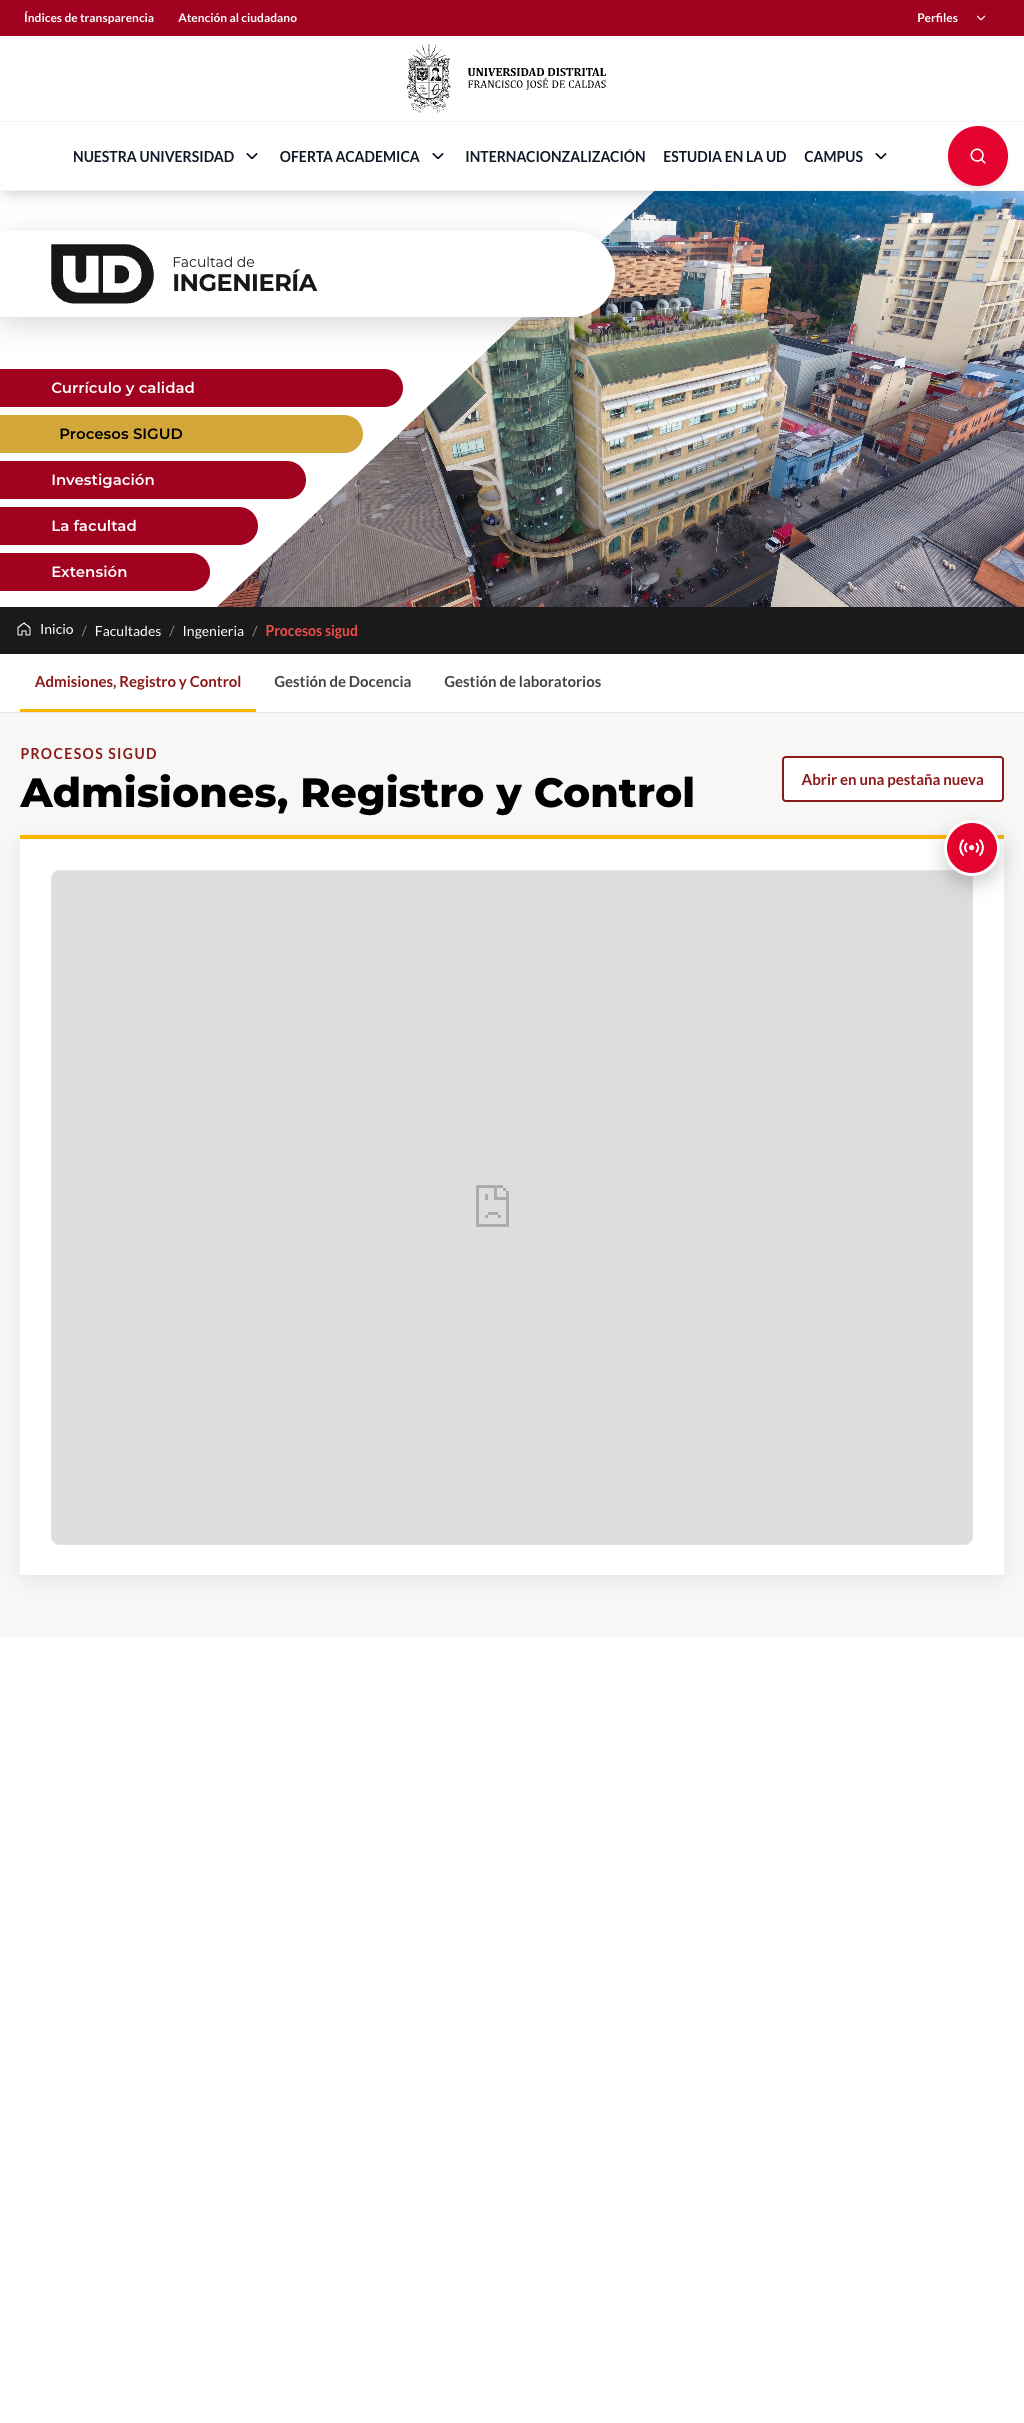 Índices de transparencia
Atención al ciudadano
Perfiles
UNIVERSIDAD DISTRITAL
FRANCISCO JOSÉ DE CALDAS
NUESTRA UNIVERSIDAD
OFERTA ACADEMICA
INTERNACIONZALIZACIÓN
ESTUDIA EN LA UD
CAMPUS
UD
Facultad de
INGENIERÍA
Currículo y calidad
Procesos SIGUD
Investigación
La facultad
Extensión
Inicio / Facultades / Ingenieria / Procesos sigud
Admisiones, Registro y Control
Gestión de Docencia
Gestión de laboratorios
PROCESOS SIGUD
Admisiones, Registro y Control
Abrir en una pestaña nueva